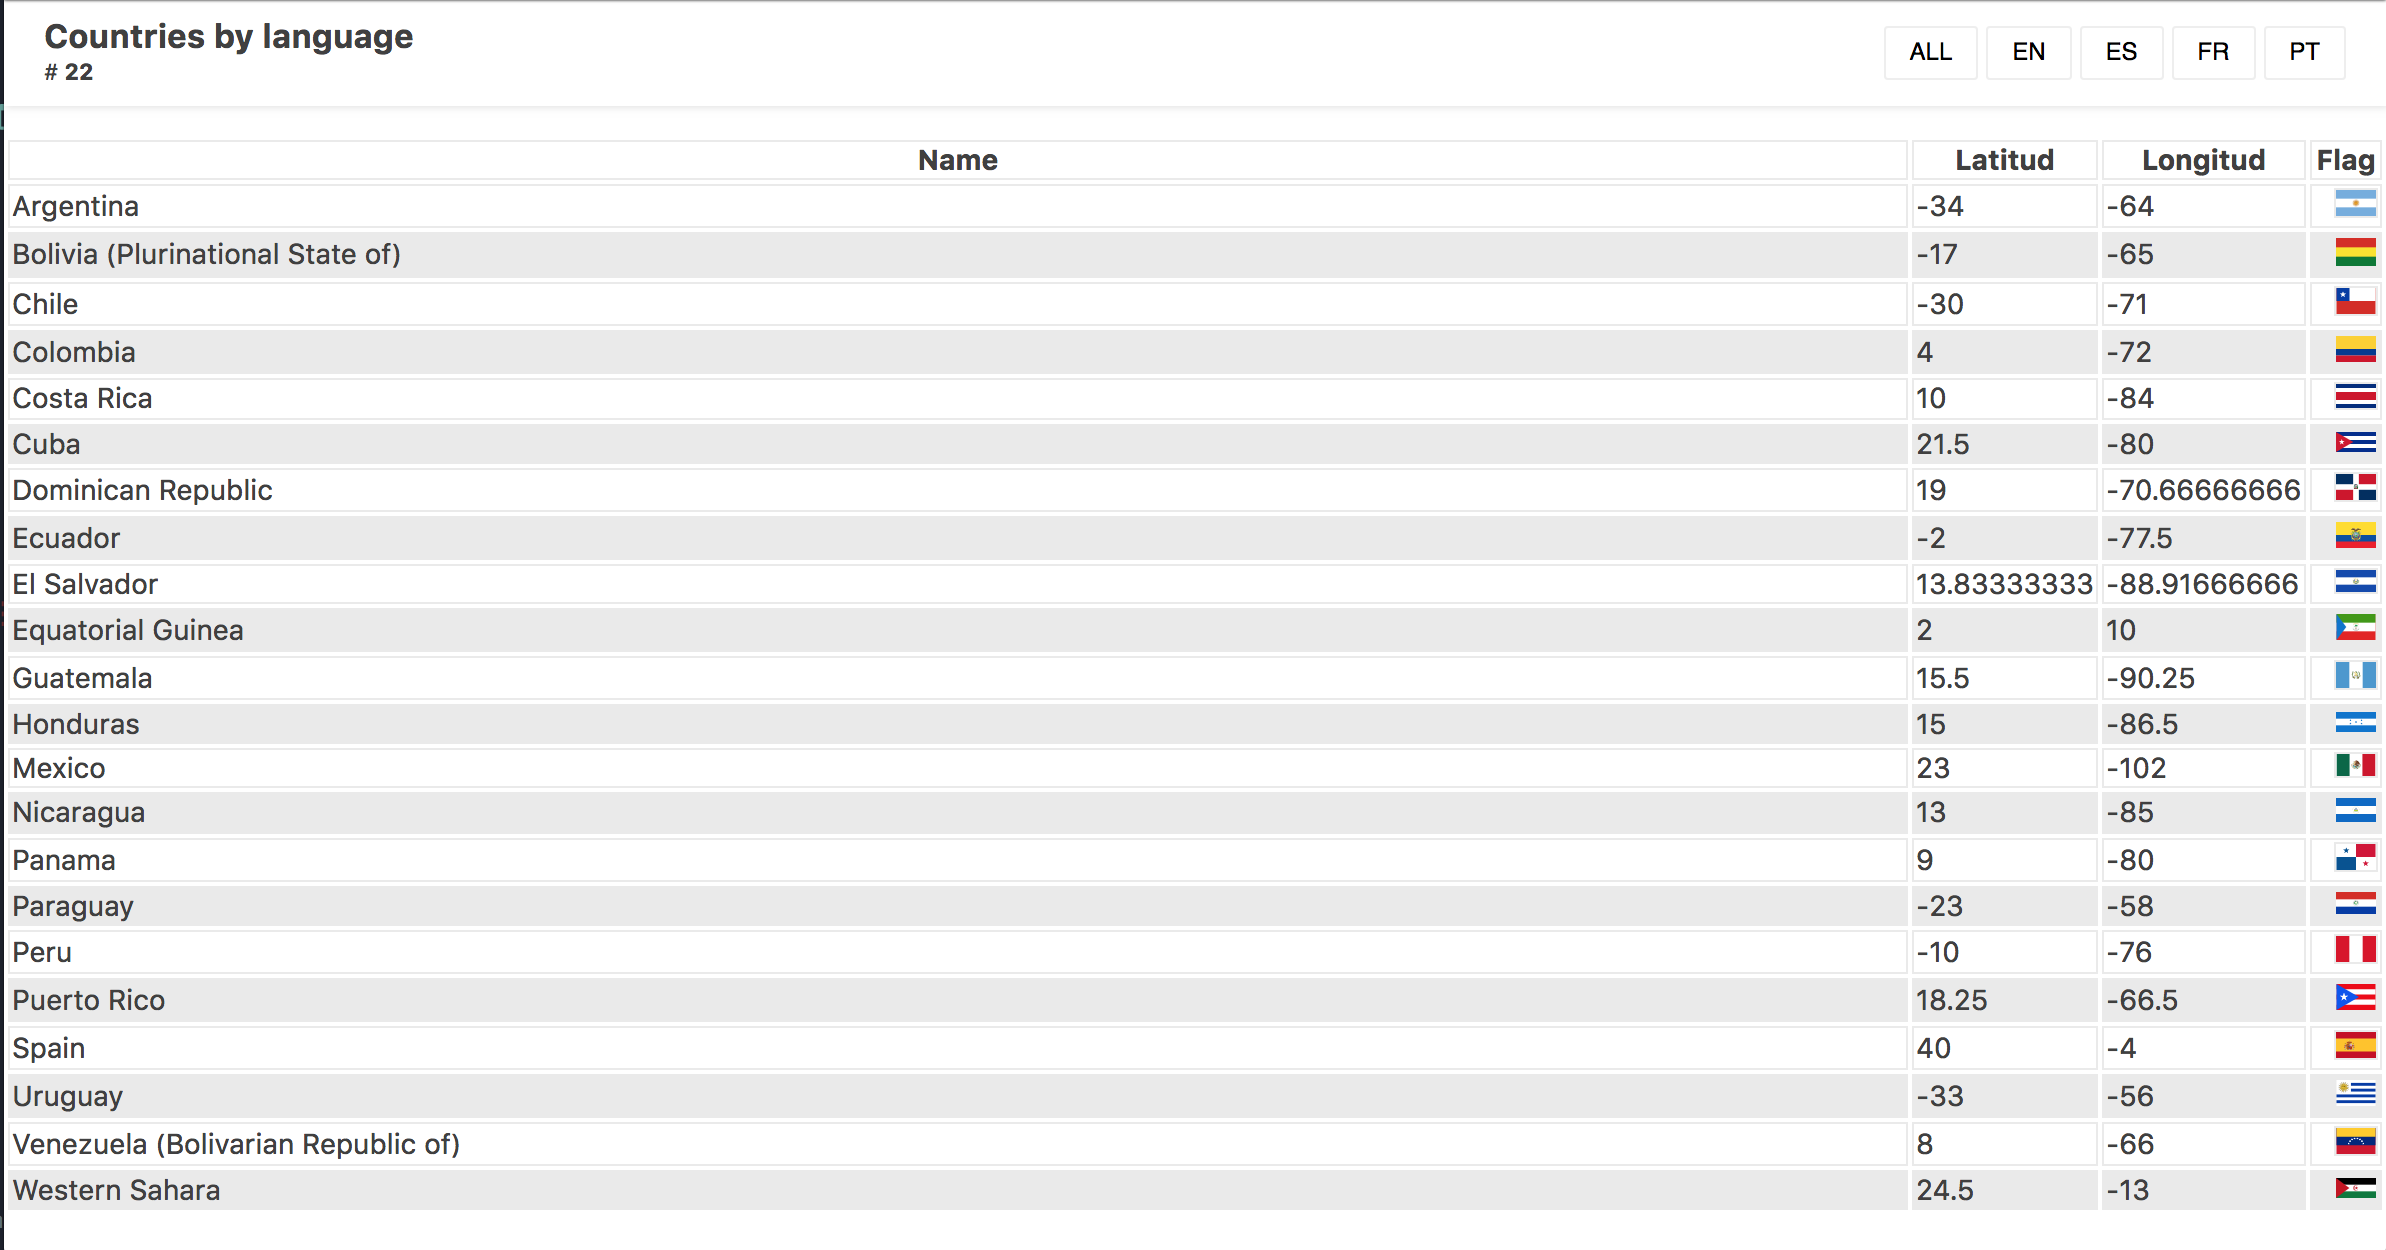 Countries by language
# 22
ALL EN ES FR PT
Name Latitud Longitud Flag
Argentina -34 -64
Bolivia (Plurinational State of) -17 -65
Chile -30 -71
Colombia 4 -72
Costa Rica 10 -84
Cuba 21.5 -80
Dominican Republic 19 -70.66666666
Ecuador -2 -77.5
El Salvador 13.83333333 -88.91666666
Equatorial Guinea 2 10
Guatemala 15.5 -90.25
Honduras 15 -86.5
Mexico 23 -102
Nicaragua 13 -85
Panama 9 -80
Paraguay -23 -58
Peru -10 -76
Puerto Rico 18.25 -66.5
Spain 40 -4
Uruguay -33 -56
Venezuela (Bolivarian Republic of) 8 -66
Western Sahara 24.5 -13